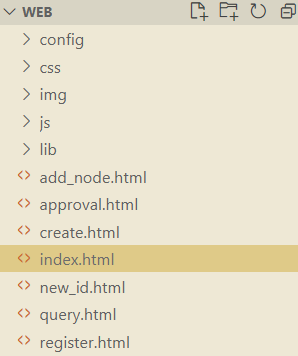 WEB
config
css
img
js
lib
add_node.html
approval.html
create.html
index.html
new_id.html
query.html
register.html